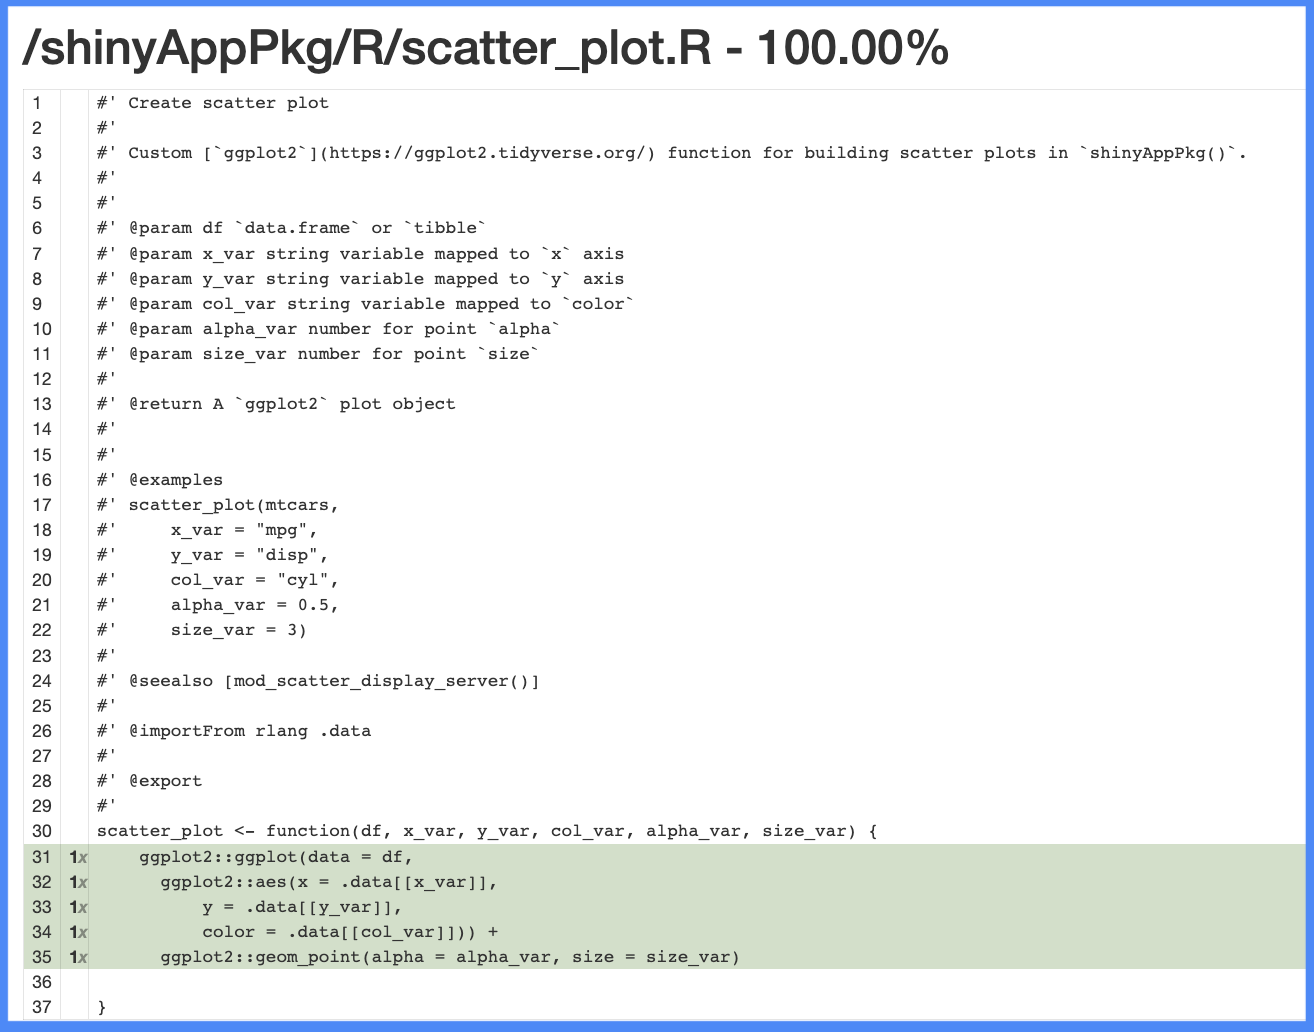 /shinyAppPkg/R/scatter_plot.R - 100.00%
1 #' Create scatter plot
2 #'
3 #' Custom [`ggplot2`](https://ggplot2.tidyverse.org/) function for building scatter plots in `shinyAppPkg()`.
4 #'
5 #'
6 #' @param df `data.frame` or `tibble`
7 #' @param x_var string variable mapped to `x` axis
8 #' @param y_var string variable mapped to `y` axis
9 #' @param col_var string variable mapped to `color`
10 #' @param alpha_var number for point `alpha`
11 #' @param size_var number for point `size`
12 #'
13 #' @return A `ggplot2` plot object
14 #'
15 #'
16 #' @examples
17 #' scatter_plot(mtcars,
18 #'     x_var = "mpg",
19 #'     y_var = "disp",
20 #'     col_var = "cyl",
21 #'     alpha_var = 0.5,
22 #'     size_var = 3)
23 #'
24 #' @seealso [mod_scatter_display_server()]
25 #'
26 #' @importFrom rlang .data
27 #'
28 #' @export
29 #'
30 scatter_plot <- function(df, x_var, y_var, col_var, alpha_var, size_var) {
31 1x     ggplot2::ggplot(data = df,
32 1x       ggplot2::aes(x = .data[[x_var]],
33 1x           y = .data[[y_var]],
34 1x           color = .data[[col_var]])) +
35 1x       ggplot2::geom_point(alpha = alpha_var, size = size_var)
36
37 }